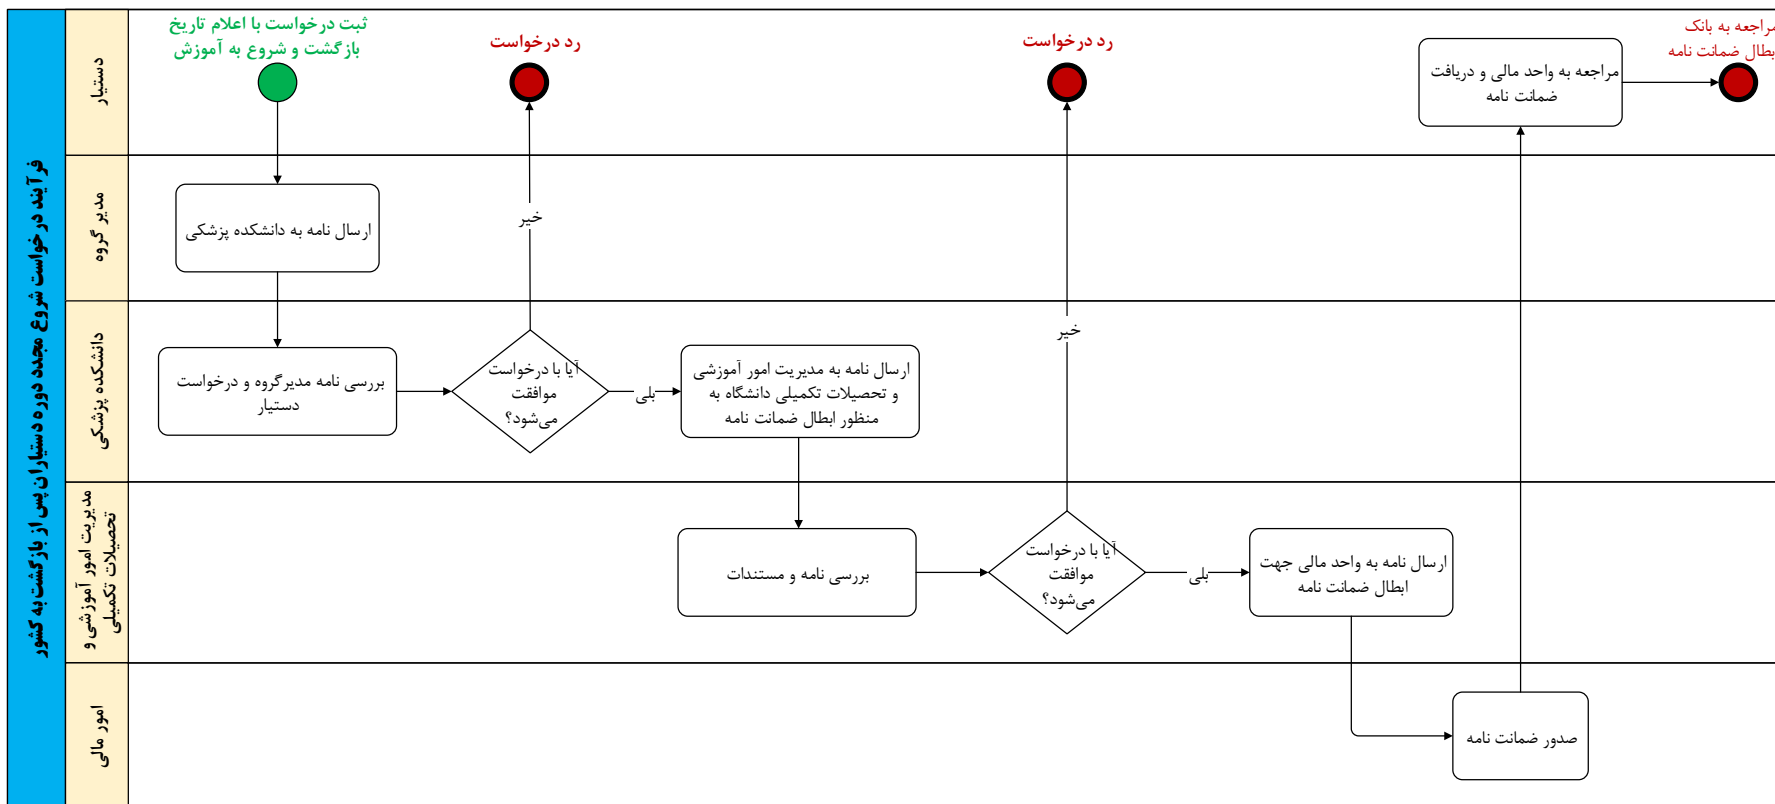 فرآیند درخواست شروع مجدد دوره دستیاران پس از بازگشت به کشور
دستیار
ثبت درخواست با اعلام تاریخ
بازگشت و شروع به آموزش
رد درخواست
رد درخواست
مراجعه به واحد مالی و دریافت
ضمانت نامه
مراجعه به بانک
ابطال ضمانت نامه
مدیر گروه
ارسال نامه به دانشکده پزشکی
خیر
دانشکده پزشکی
بررسی نامه مدیرگروه و درخواست
دستیار
آیا با درخواست
موافقت
می‌شود؟
بلی
ارسال نامه به مدیریت امور آموزشی
و تحصیلات تکمیلی دانشگاه به
منظور ابطال ضمانت نامه
خیر
مدیریت امور آموزشی و
تحصیلات تکمیلی
بررسی نامه و مستندات
آیا با درخواست
موافقت
می‌شود؟
بلی
ارسال نامه به واحد مالی جهت
ابطال ضمانت نامه
امور مالی
صدور ضمانت نامه